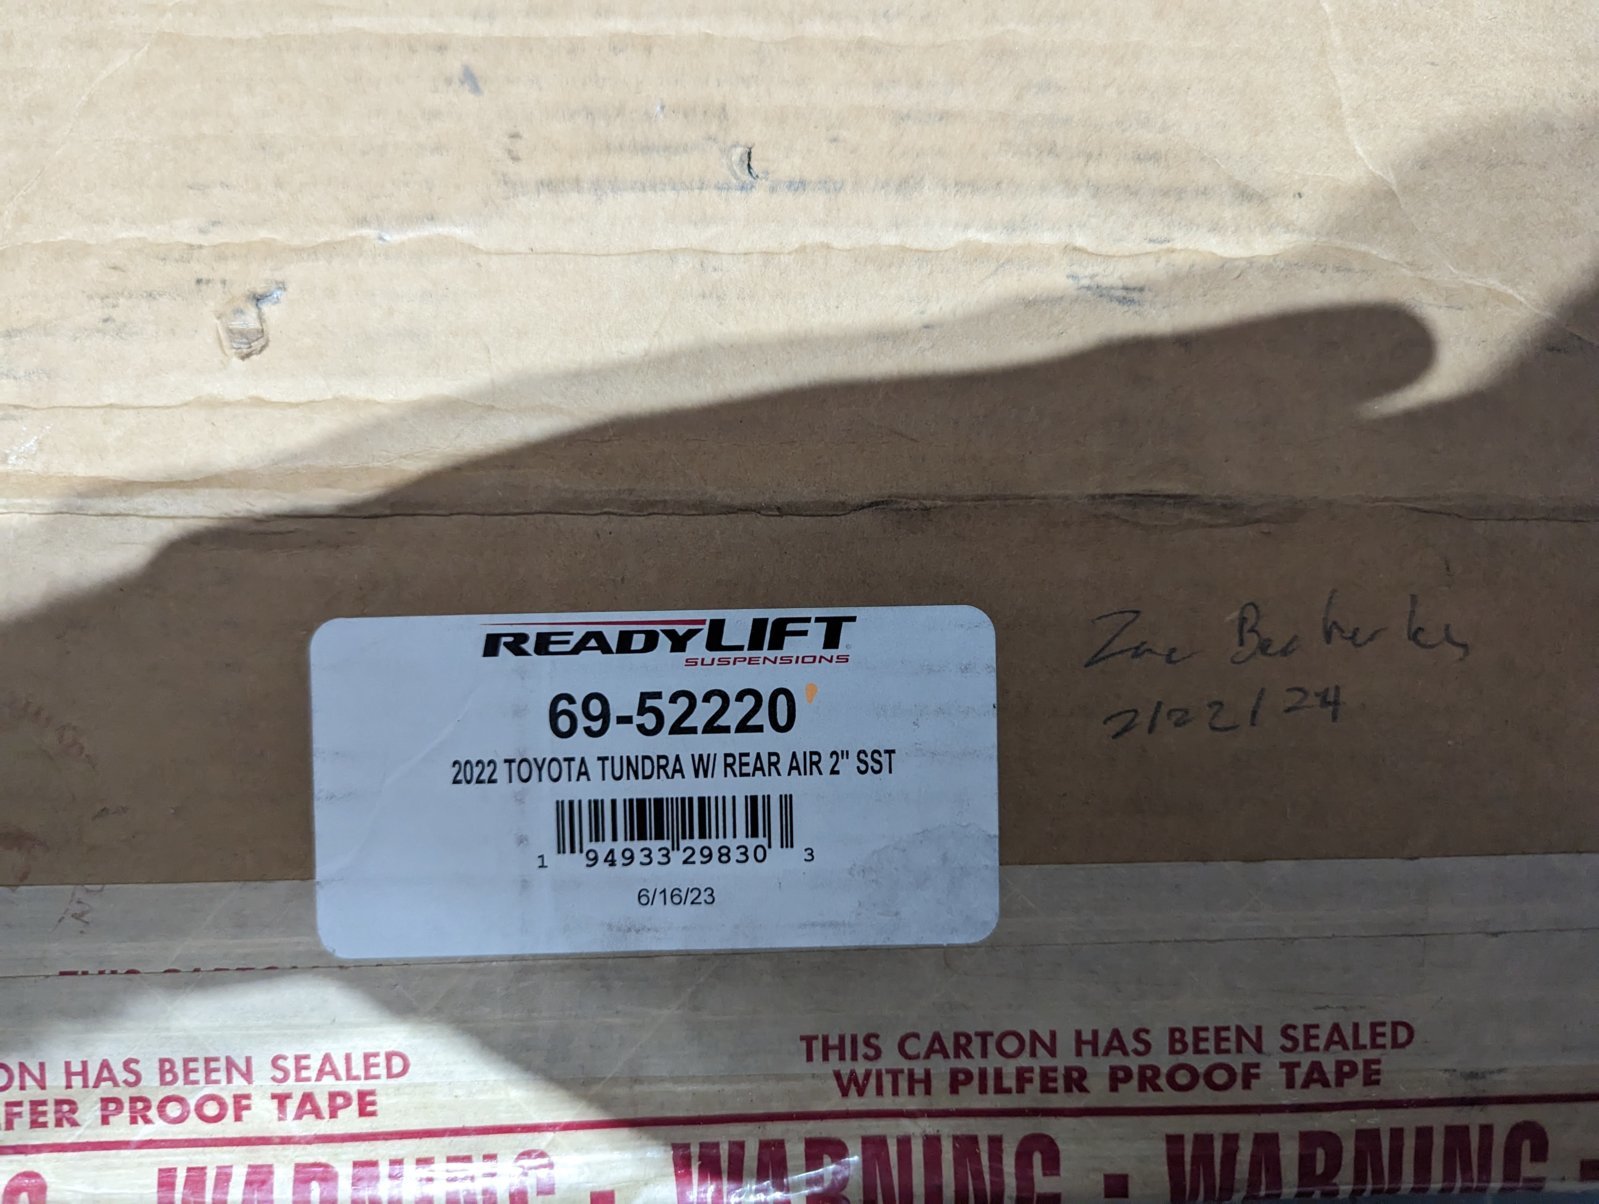 READYLIFT
SUSPENSIONS
69-52220
2022 TOYOTA TUNDRA W/ REAR AIR 2" SST
1 94933 29830 3
6/16/23
2/22/24
THIS CARTON HAS BEEN SEALED
WITH PILFER PROOF TAPE
ON HAS BEEN SEALED
FER PROOF TAPE
WARNING · WARNING · WARNING -